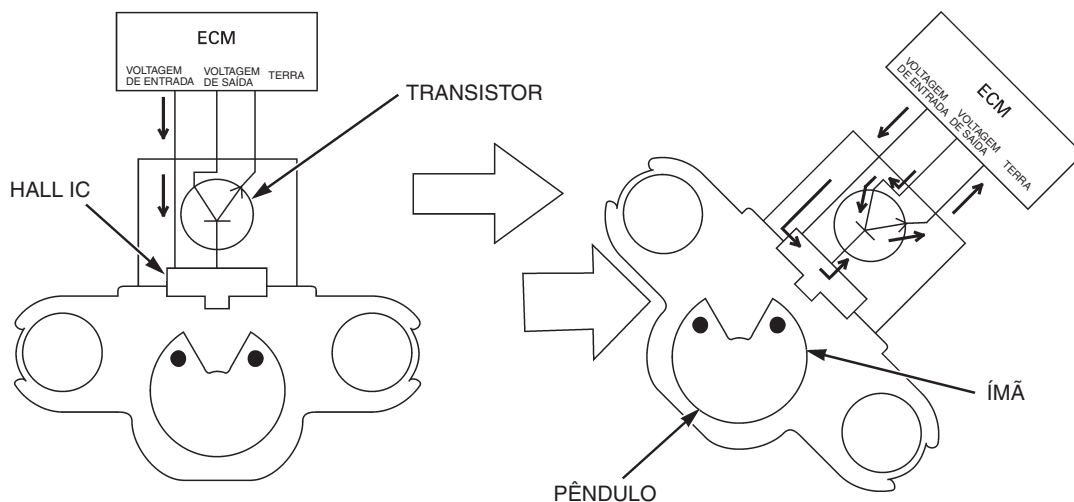 ECM
VOLTAGEM
DE ENTRADA
VOLTAGEM
DE SAÍDA
TERRA
TRANSISTOR
HALL IC
ECM
VOLTAGEM
DE ENTRADA
VOLTAGEM
DE SAÍDA
TERRA
ÍMÃ
PÊNDULO